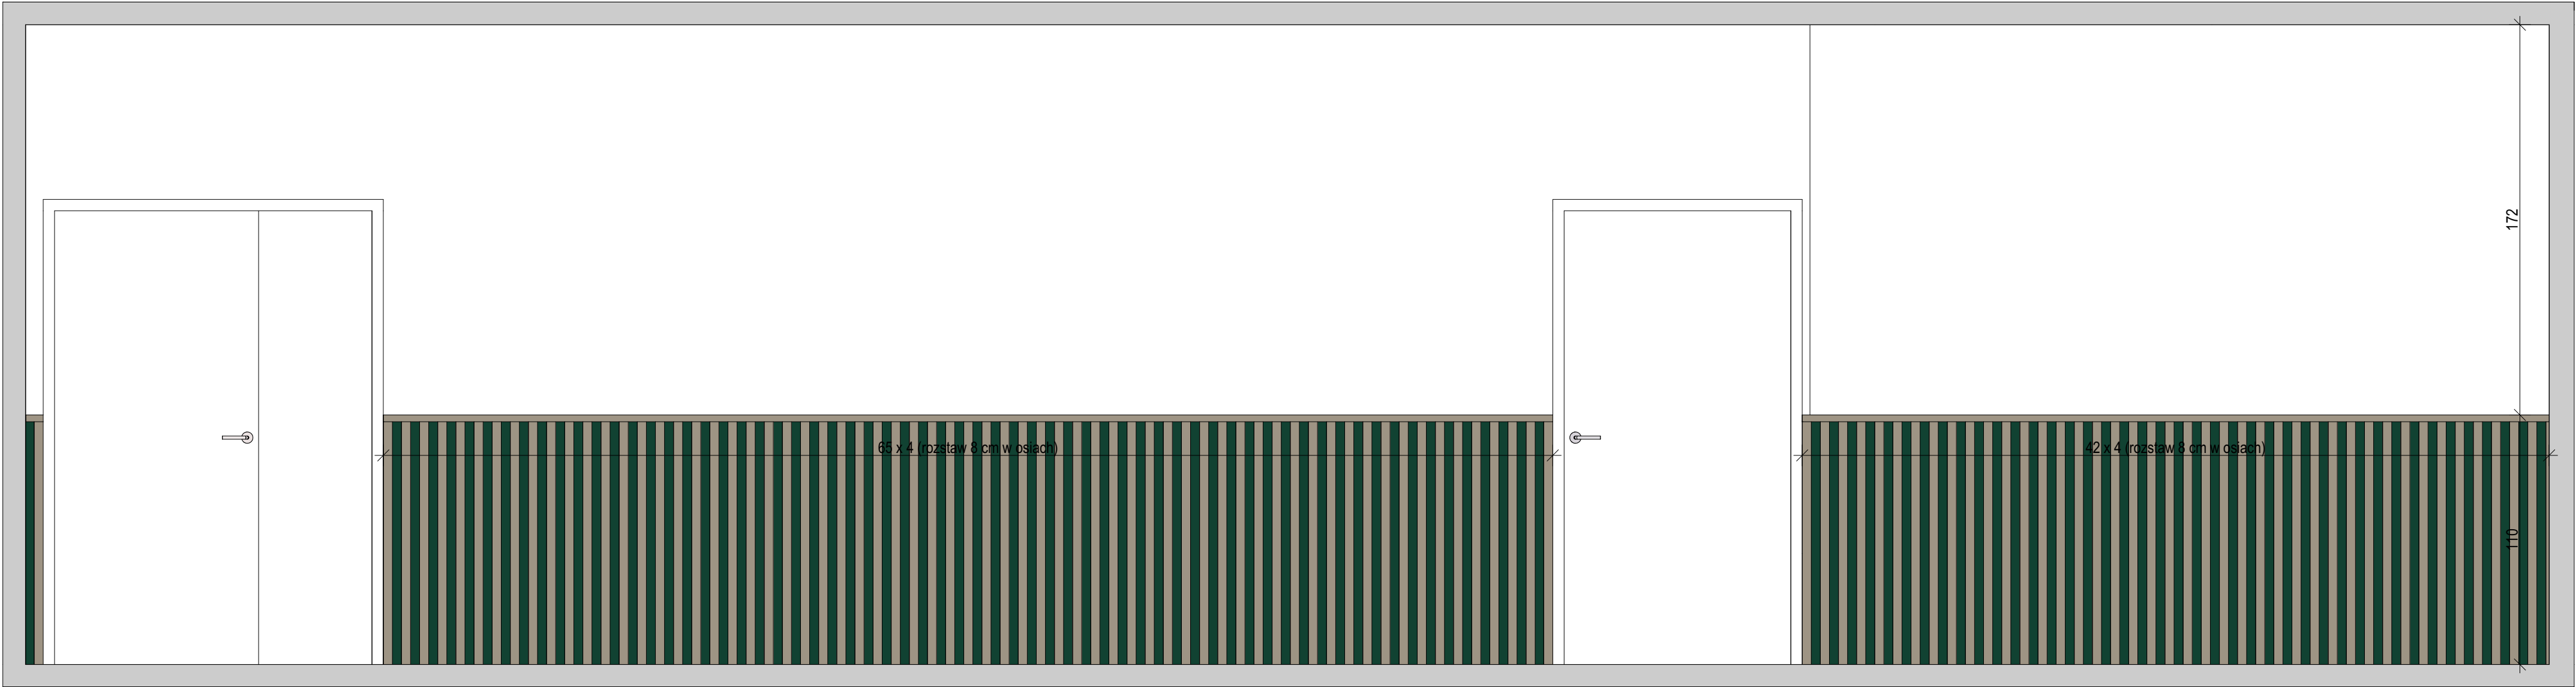 172
65 x 4 (rozstaw 8 cm w osiach)
42 x 4 (rozstaw 8 cm w osiach)
110